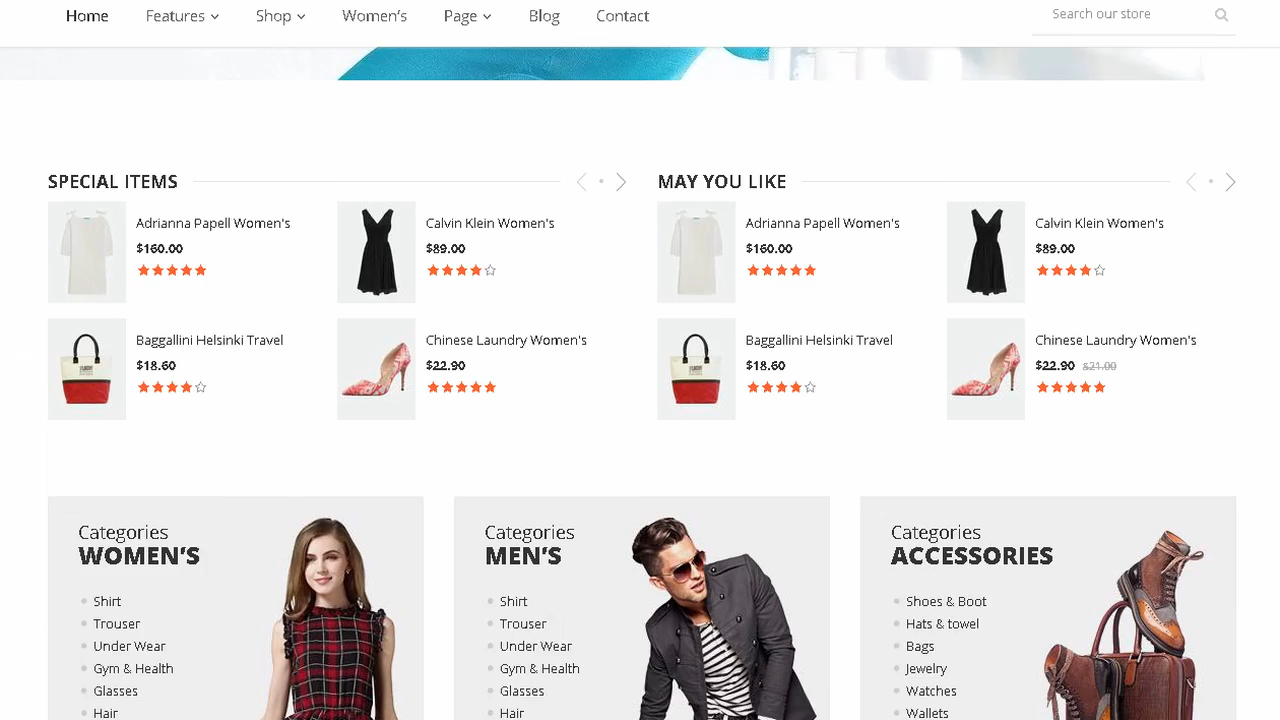 Home Features Shop Women's Page Blog Contact Search our store
SPECIAL ITEMS
Adrianna Papell Women's
$160.00
Calvin Klein Women's
$89.00
Baggallini Helsinki Travel
$18.60
Chinese Laundry Women's
$22.90
MAY YOU LIKE
Adrianna Papell Women's
$160.00
Calvin Klein Women's
$89.00
Baggallini Helsinki Travel
$18.60
Chinese Laundry Women's
$22.90 $21.00
Categories
WOMEN'S
Shirt
Trouser
Under Wear
Gym & Health
Glasses
Hair
Categories
MEN'S
Shirt
Trouser
Under Wear
Gym & Health
Glasses
Hair
Categories
ACCESSORIES
Shoes & Boot
Hats & towel
Bags
Jewelry
Watches
Wallets